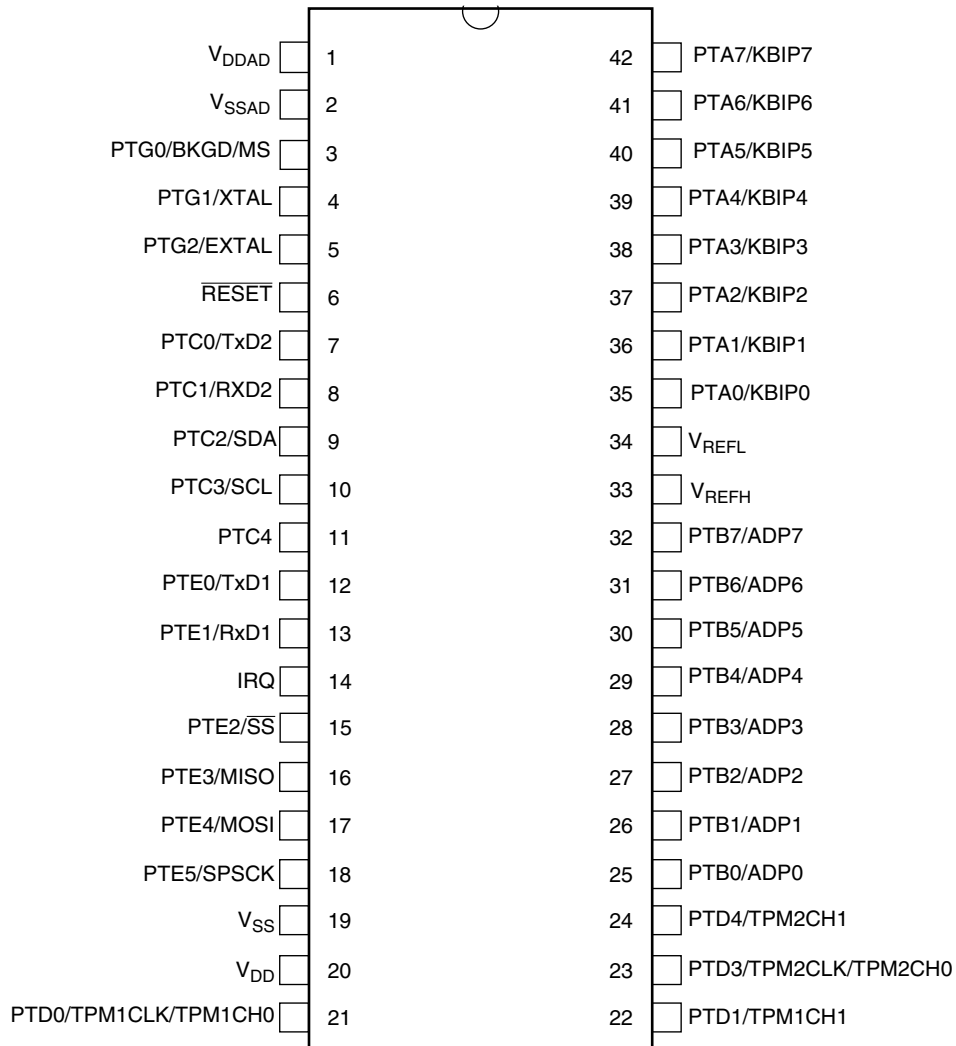 V_DDAD 1 42 PTA7/KBIP7
V_SSAD 2 41 PTA6/KBIP6
PTG0/BKGD/MS 3 40 PTA5/KBIP5
PTG1/XTAL 4 39 PTA4/KBIP4
PTG2/EXTAL 5 38 PTA3/KBIP3
RESET 6 37 PTA2/KBIP2
PTC0/TxD2 7 36 PTA1/KBIP1
PTC1/RXD2 8 35 PTA0/KBIP0
PTC2/SDA 9 34 V_REFL
PTC3/SCL 10 33 V_REFH
PTC4 11 32 PTB7/ADP7
PTE0/TxD1 12 31 PTB6/ADP6
PTE1/RxD1 13 30 PTB5/ADP5
IRQ 14 29 PTB4/ADP4
PTE2/SS 15 28 PTB3/ADP3
PTE3/MISO 16 27 PTB2/ADP2
PTE4/MOSI 17 26 PTB1/ADP1
PTE5/SPSCK 18 25 PTB0/ADP0
V_SS 19 24 PTD4/TPM2CH1
V_DD 20 23 PTD3/TPM2CLK/TPM2CH0
PTD0/TPM1CLK/TPM1CH0 21 22 PTD1/TPM1CH1